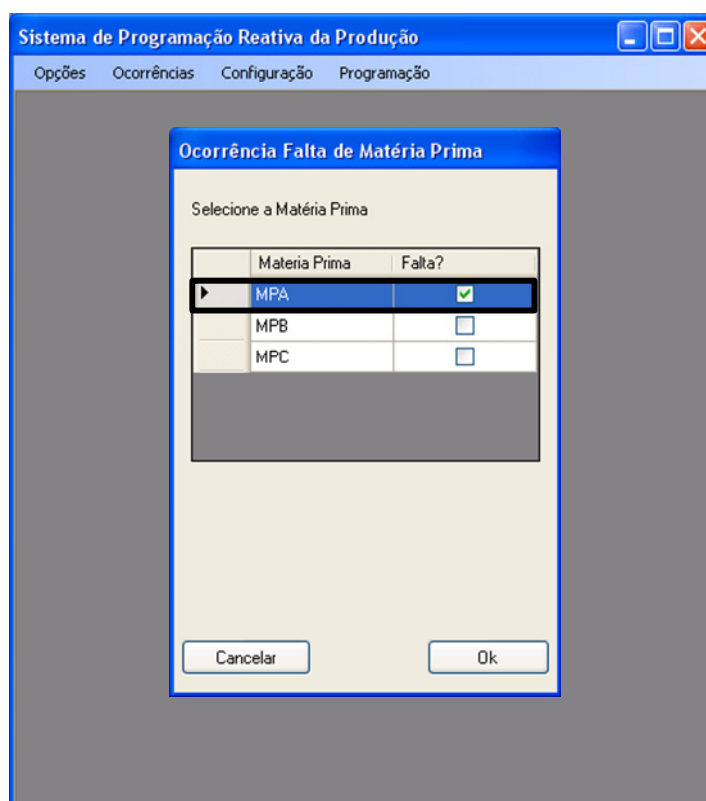 Sistema de Programação Reativa da Produção
Opções Ocorrências Configuração Programação
Ocorrência Falta de Matéria Prima
Selecione a Matéria Prima
Materia Prima Falta?
MPA
MPB
MPC
Cancelar Ok